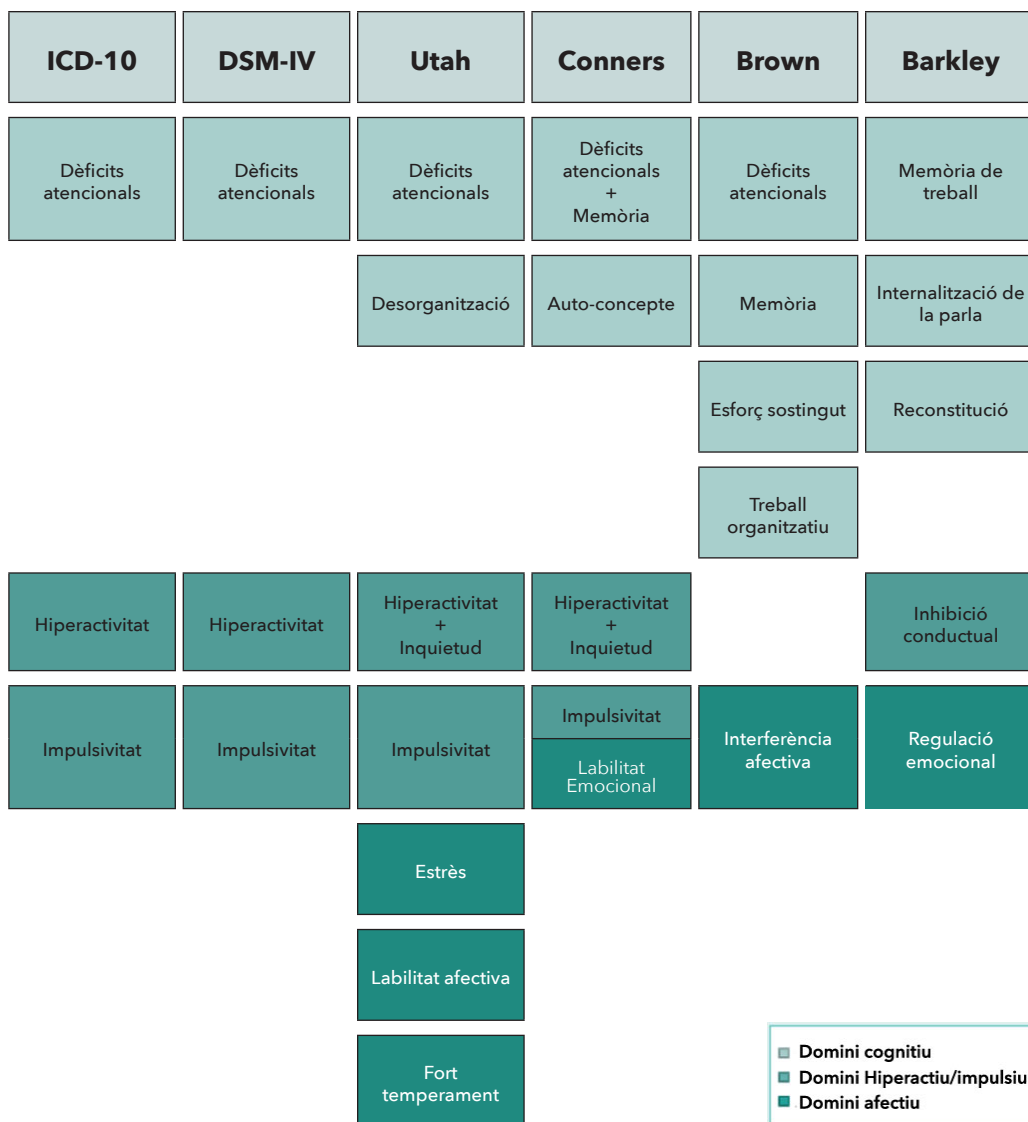 ICD-10
DSM-IV
Utah
Conners
Brown
Barkley
Dèficits
atencionals
Dèficits
atencionals
Dèficits
atencionals
Dèficits
atencionals
+
Memòria
Dèficits
atencionals
Memòria de
treball
Desorganització
Auto-concepte
Memòria
Internalització de
la parla
Esforç sostingut
Reconstitució
Treball
organitzatiu
Hiperactivitat
Hiperactivitat
Hiperactivitat
+
Inquietud
Hiperactivitat
+
Inquietud
Inhibició
conductual
Impulsivitat
Impulsivitat
Impulsivitat
Impulsivitat
Labilitat
Emocional
Interferència
afectiva
Regulació
emocional
Estrès
Labilitat afectiva
Fort
temperament
Domini cognitiu
Domini Hiperactiu/impulsiu
Domini afectiu